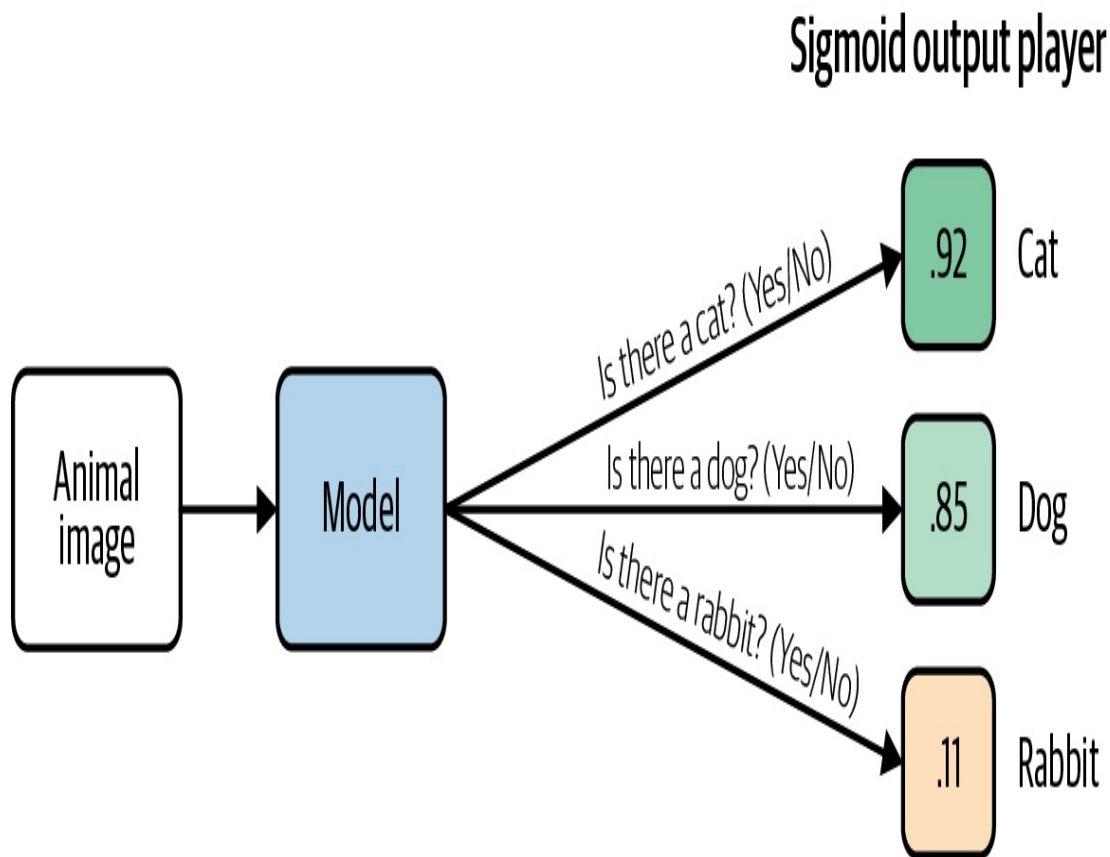 Sigmoid output player
Animal
image
Model
Is there a cat? (Yes/No)
.92
Cat
Is there a dog? (Yes/No)
.85
Dog
Is there a rabbit? (Yes/No)
.11
Rabbit